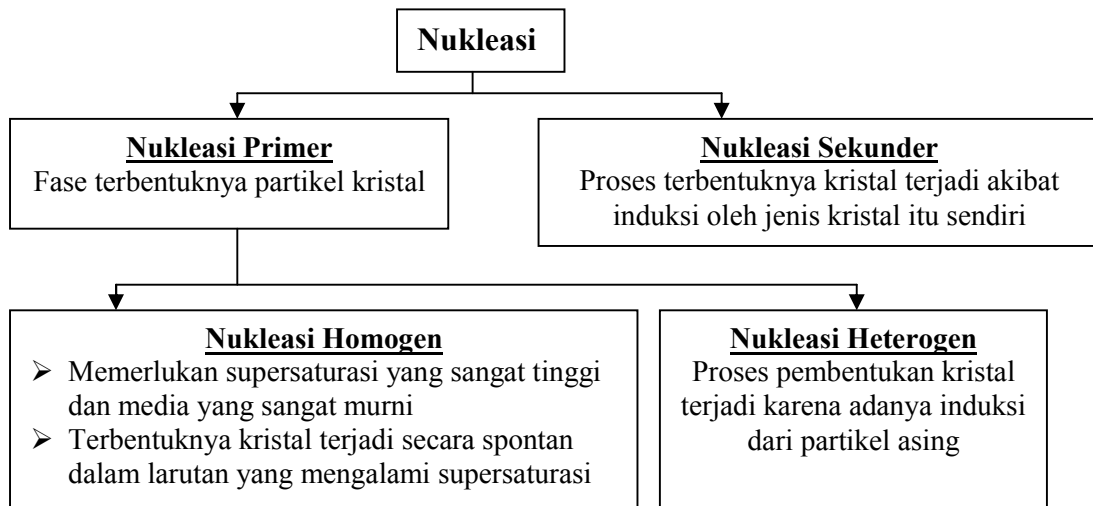 Nukleasi
Nukleasi Primer
Fase terbentuknya partikel kristal
Nukleasi Sekunder
Proses terbentuknya kristal terjadi akibat
induksi oleh jenis kristal itu sendiri
Nukleasi Homogen
➢ Memerlukan supersaturasi yang sangat tinggi
dan media yang sangat murni
➢ Terbentuknya kristal terjadi secara spontan
dalam larutan yang mengalami supersaturasi
Nukleasi Heterogen
Proses pembentukan kristal
terjadi karena adanya induksi
dari partikel asing